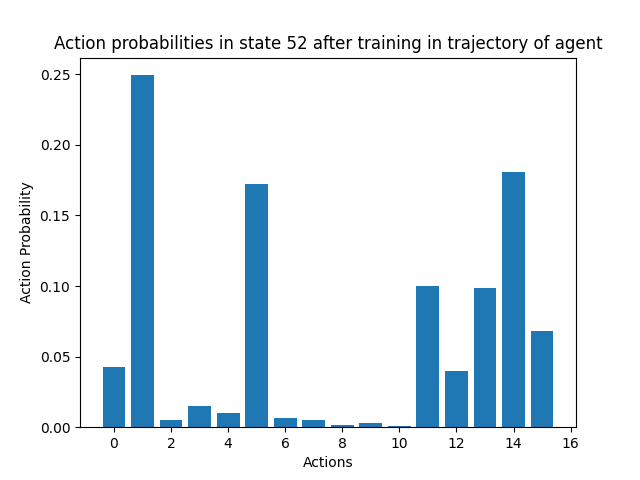 Action probabilities in state 52 after training in trajectory of agent
0.25
0.20
0.15
0.10
0.05
0.00
Action Probability
0 2 4 6 8 10 12 14 16
Actions